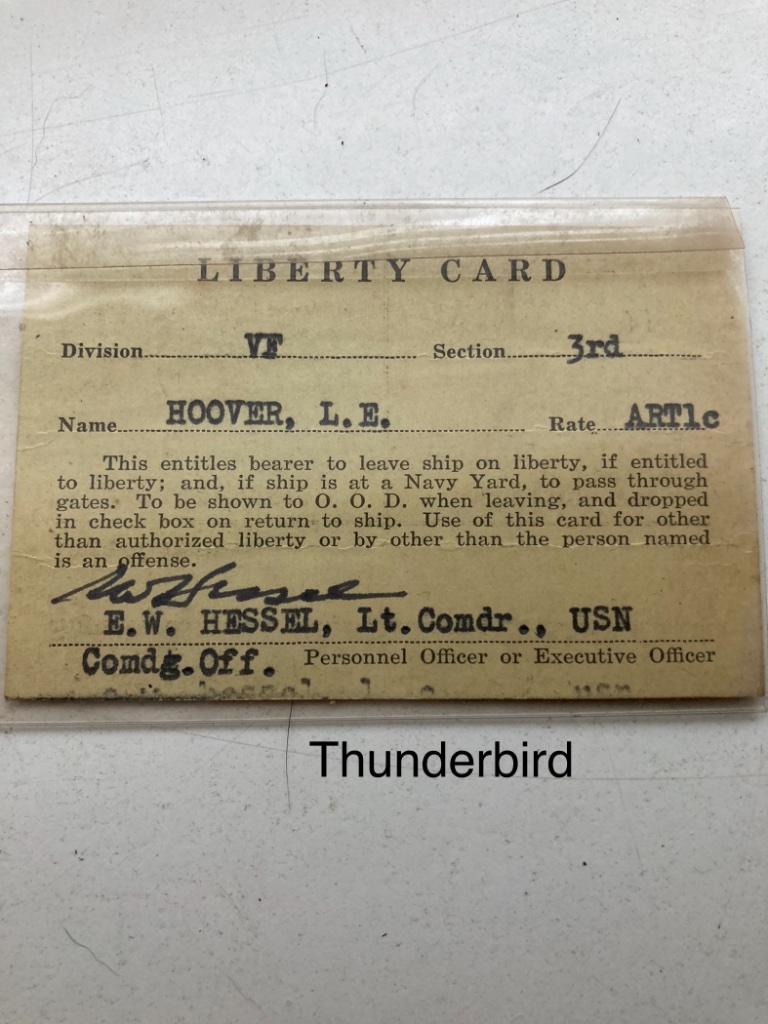 LIBERTY CARD
Division VF Section 3rd
Name HOOVER, L.E. Rate ART1c
This entitles bearer to leave ship on liberty, if entitled
to liberty; and, if ship is at a Navy Yard, to pass through
gates. To be shown to O. O. D. when leaving, and dropped
in check box on return to ship. Use of this card for other
than authorized liberty or by other than the person named
is an offense.
E.W. HESSEL, Lt.Comdr., USN
Comdg.Off. Personnel Officer or Executive Officer
Thunderbird